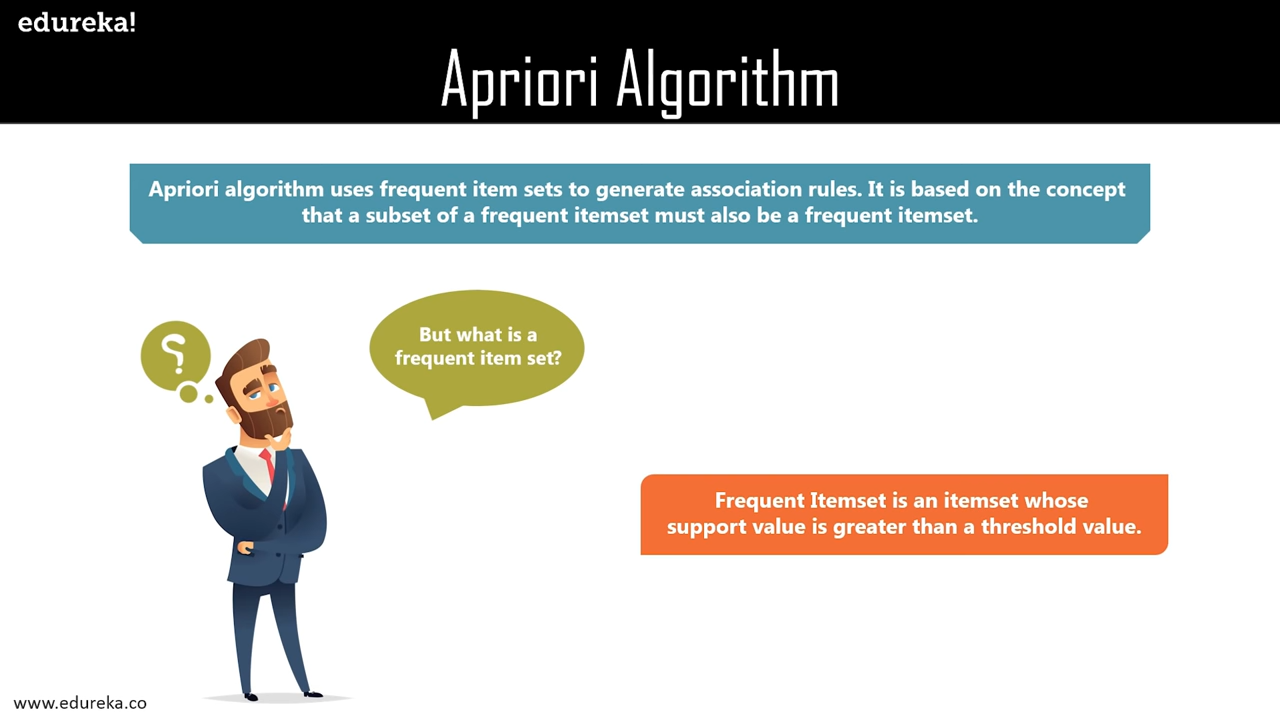 edureka!
Apriori Algorithm
Apriori algorithm uses frequent item sets to generate association rules. It is based on the concept
that a subset of a frequent itemset must also be a frequent itemset.
?
But what is a
frequent item set?
Frequent Itemset is an itemset whose
support value is greater than a threshold value.
www.edureka.co